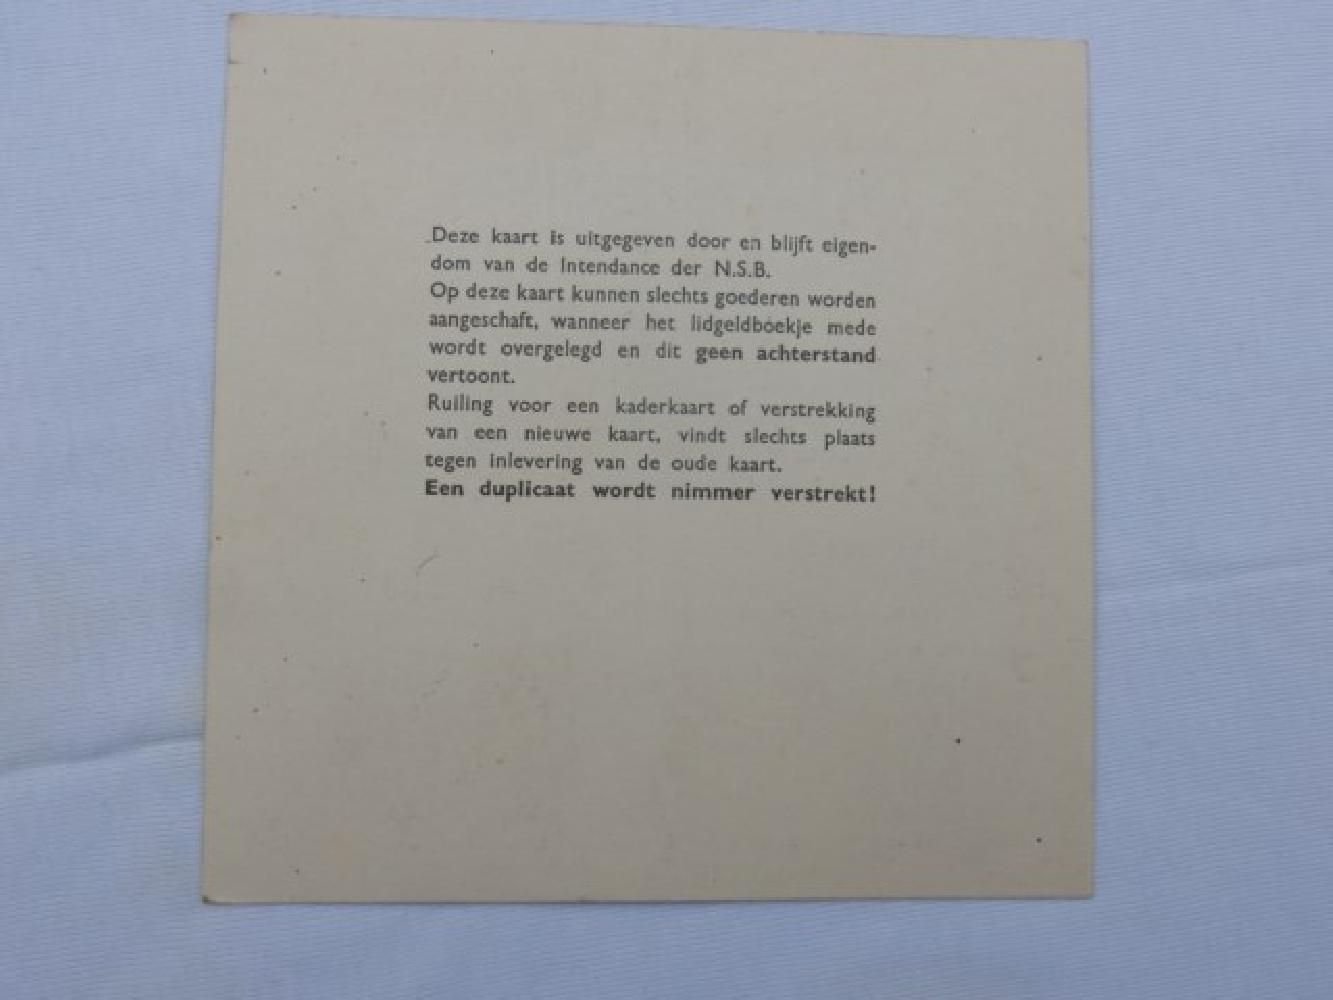 Deze kaart is uitgegeven door en blijft eigen-
dom van de Intendance der N.S.B.
Op deze kaart kunnen slechts goederen worden
aangeschaft, wanneer het lidgeldboekje mede
wordt overgelegd en dit geen achterstand
vertoont.
Ruiling voor een kaderkaart of verstrekking
van een nieuwe kaart, vindt slechts plaats
tegen inlevering van de oude kaart.
Een duplicaat wordt nimmer verstrekt!